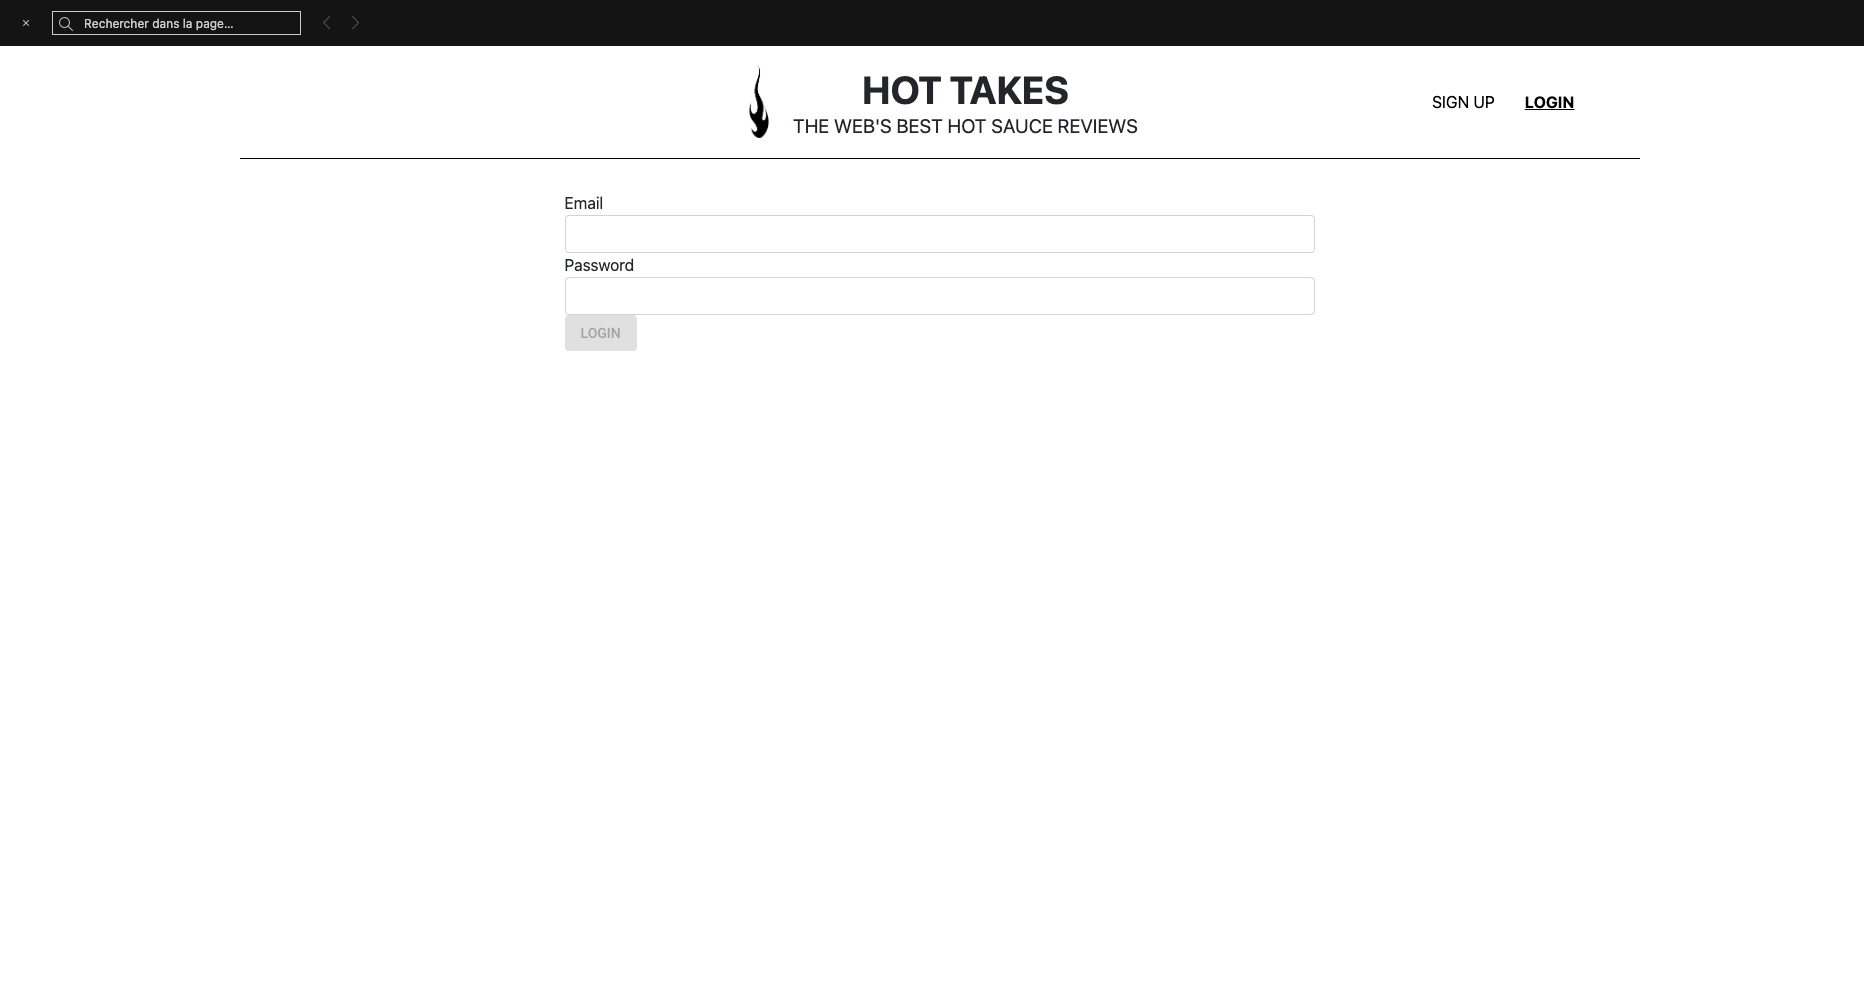 × Rechercher dans la page...
HOT TAKES
THE WEB'S BEST HOT SAUCE REVIEWS
SIGN UP LOGIN
Email
Password
LOGIN